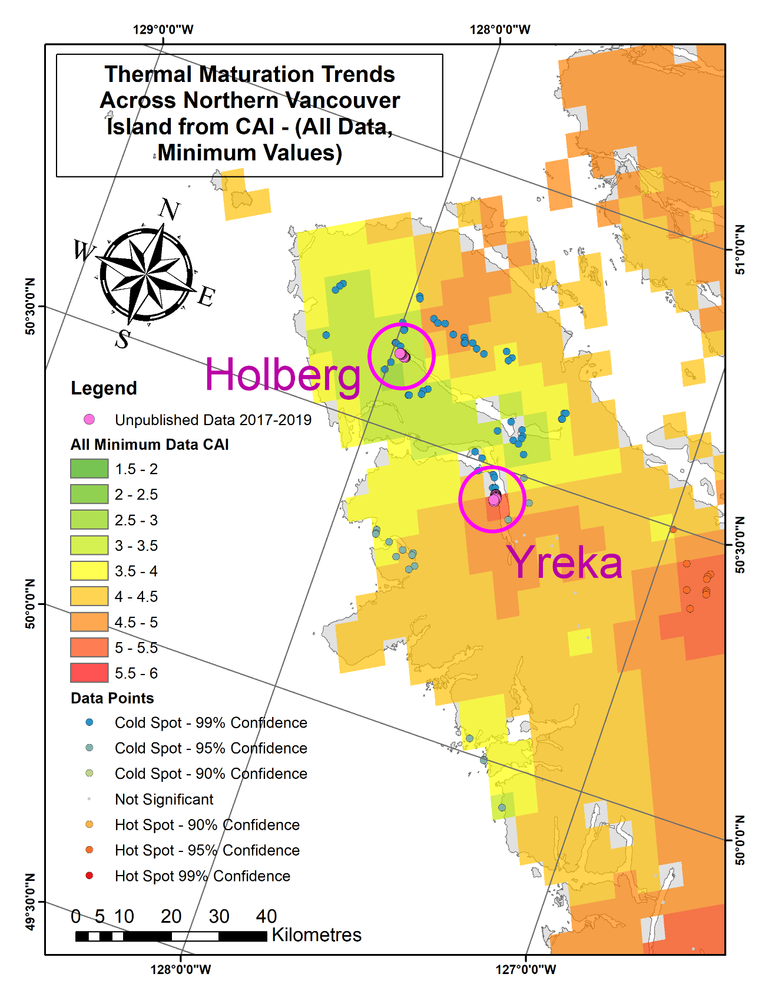 129°0'0"W
128°0'0"W
Thermal Maturation Trends
Across Northern Vancouver
Island from CAI - (All Data,
Minimum Values)
N
W
E
S
51°0'0"N
50°30'0"N
Holberg
Legend
Unpublished Data 2017-2019
All Minimum Data CAI
1.5 - 2
2 - 2.5
2.5 - 3
3 - 3.5
3.5 - 4
4 - 4.5
4.5 - 5
5 - 5.5
5.5 - 6
Yreka
50°30'0"N
50°0'0"N
Data Points
Cold Spot - 99% Confidence
Cold Spot - 95% Confidence
Cold Spot - 90% Confidence
Not Significant
Hot Spot - 90% Confidence
Hot Spot - 95% Confidence
Hot Spot 99% Confidence
50°0'0"N
49°30'0"N
0 5 10 20 30 40
Kilometres
128°0'0"W
127°0'0"W